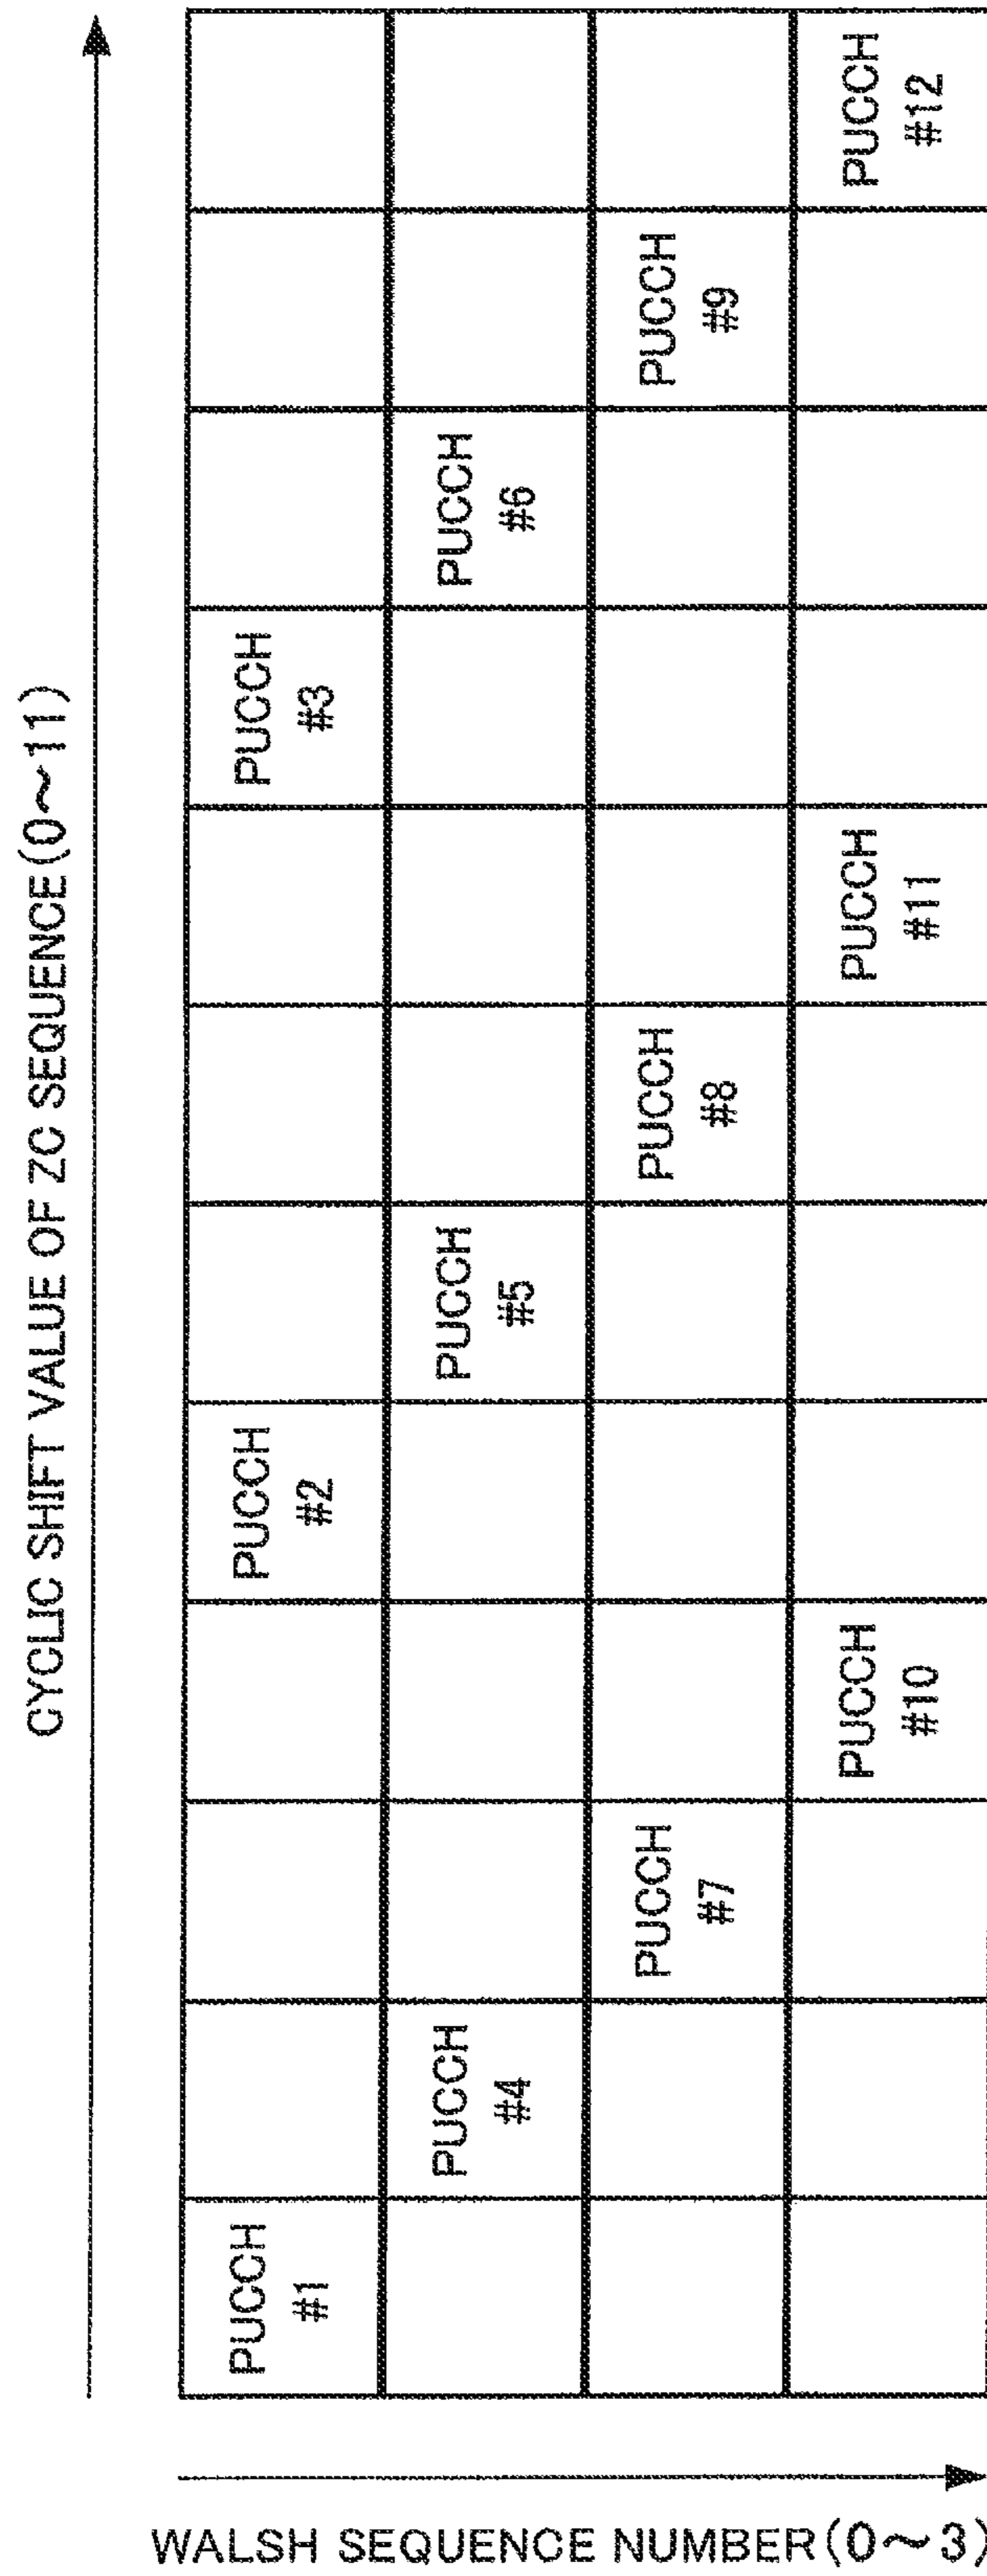 CYCLIC SHIFT VALUE OF ZC SEQUENCE(0~11)
WALSH SEQUENCE NUMBER(0~3)
PUCCH
#1
PUCCH
#2
PUCCH
#3
PUCCH
#4
PUCCH
#5
PUCCH
#6
PUCCH
#7
PUCCH
#8
PUCCH
#9
PUCCH
#10
PUCCH
#11
PUCCH
#12